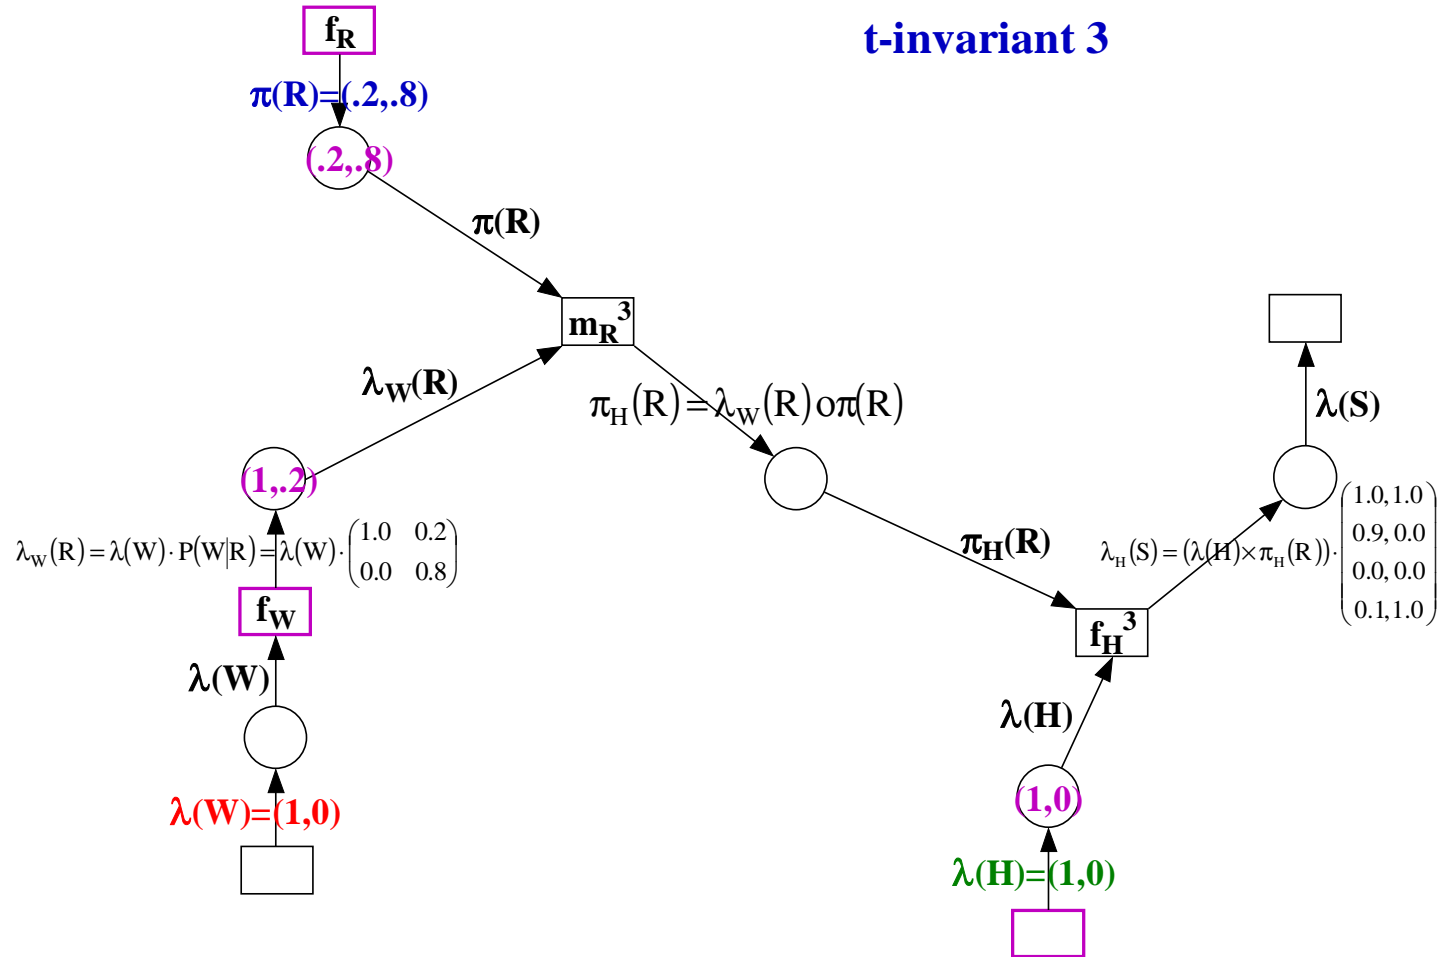 f_R
t-invariant 3
π(R)=(.2,.8)
(.2,.8)
π(R)
m_R^3
λ_W(R)
π_H(R) = λ_W(R) o π(R)
λ(S)
(1,.2)
λ_W(R) = λ(W) · P(W|R) = λ(W) · (1.0 0.2
0.0 0.8)
π_H(R)
λ_H(S) = (λ(H) × π_H(R)) · (1.0, 1.0
0.9, 0.0
0.0, 0.0
0.1, 1.0)
f_W
f_H^3
λ(W)
λ(H)
(1,0)
λ(W)=(1,0)
λ(H)=(1,0)